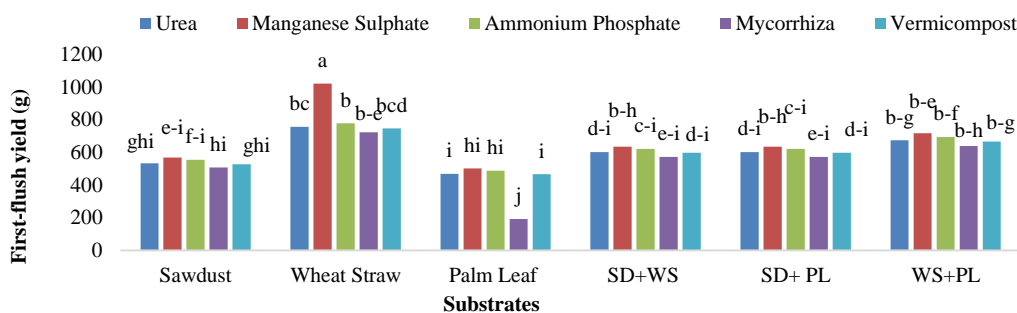 Urea Manganese Sulphate Ammonium Phosphate Mycorrhiza Vermicompost
First-flush yield (g)
1200
1000
800
600
400
200
0
ghi e-i f-i hi ghi
bc a b b-e bcd
i hi hi j i
d-i b-h c-i e-i d-i
d-i b-h c-i e-i d-i
b-g b-e b-f b-h b-g
Sawdust Wheat Straw Palm Leaf SD+WS SD+ PL WS+PL
Substrates